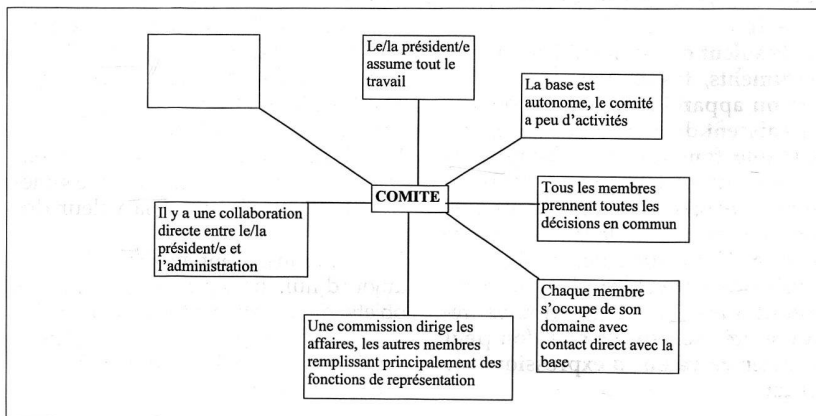 Le/la président/e
assume tout le
travail
La base est
autonome, le comité
a peu d'activités
COMITE
Tous les membres
prennent toutes les
décisions en commun
Il y a une collaboration
directe entre le/la
président/e et
l'administration
Chaque membre
s'occupe de son
domaine avec
contact direct avec la
base
Une commission dirige les
affaires, les autres membres
remplissant principalement des
fonctions de représentation